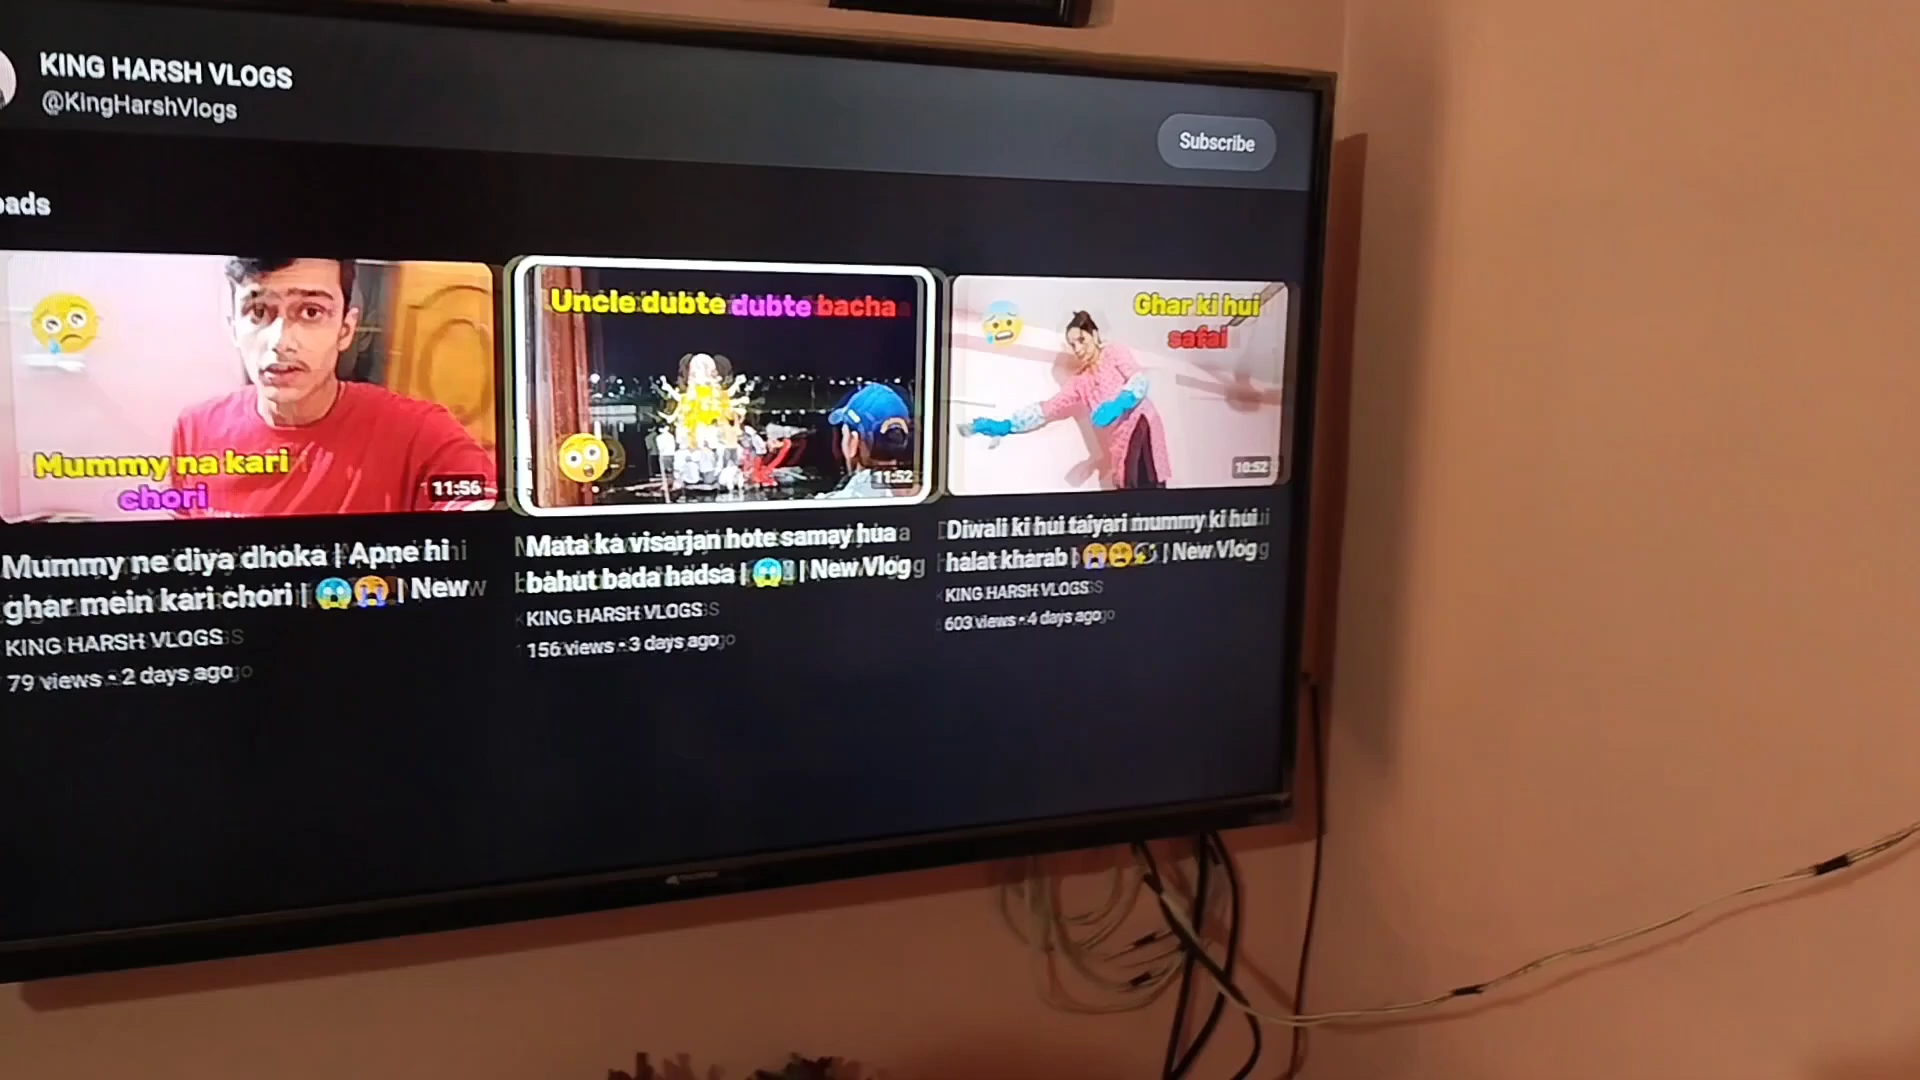 KING HARSH VLOGS
@KingHarshVlogs
Subscribe
oads
Mummy na kari
chori
11:56
Uncle dubte dubte bacha
11:52
Ghar ki hui
safai
10:52
Mummy ne diya dhoka | Apne hi
ghar mein kari chori | 😱😭 | New
KING HARSH VLOGS
79 views • 2 days ago
Mata ka visarjan hote samay hua
bahut bada hadsa | 😱 | New Vlog
KING HARSH VLOGS
156 views • 3 days ago
Diwali ki hui taiyari mummy ki hui
halat kharab | 😭 | New Vlog
KING HARSH VLOGS
603 views • 4 days ago